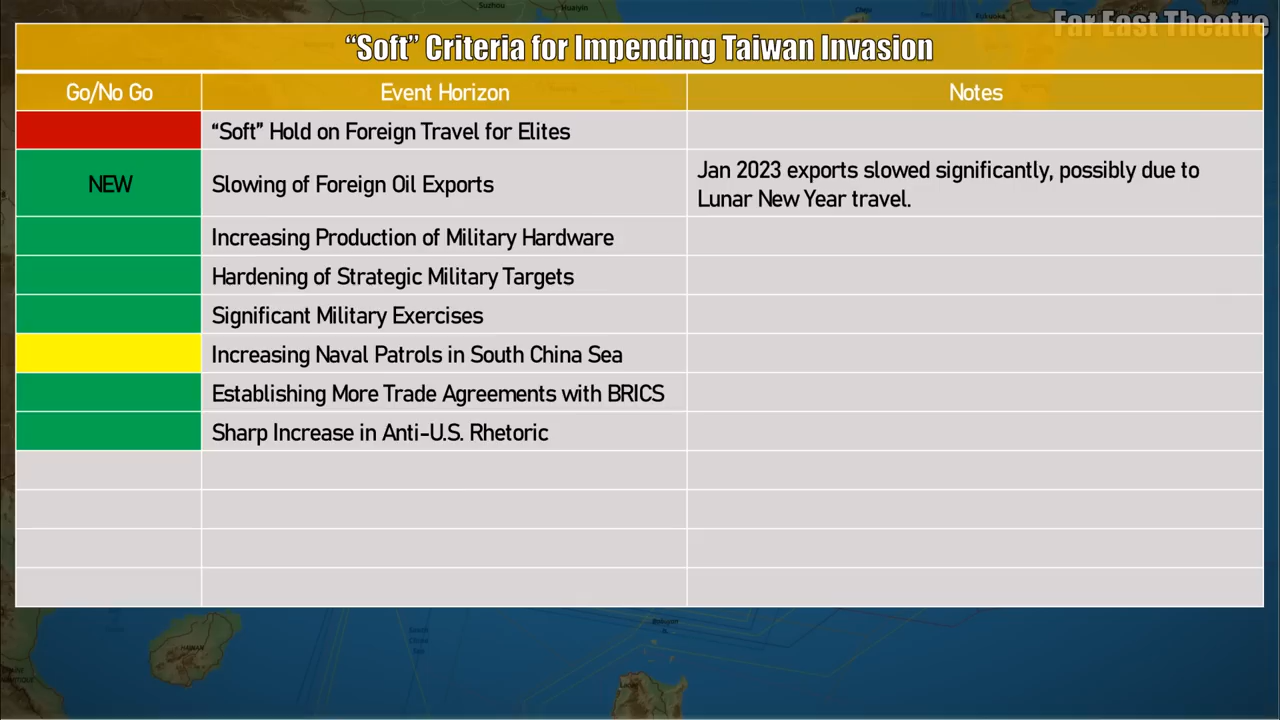 Suzhou
Huaiyin
Far East Theatre
“Soft” Criteria for Impending Taiwan Invasion
Go/No Go
Event Horizon
Notes
“Soft” Hold on Foreign Travel for Elites
NEW
Slowing of Foreign Oil Exports
Jan 2023 exports slowed significantly, possibly due to
Lunar New Year travel.
Increasing Production of Military Hardware
Hardening of Strategic Military Targets
Significant Military Exercises
Increasing Naval Patrols in South China Sea
Establishing More Trade Agreements with BRICS
Sharp Increase in Anti-U.S. Rhetoric
HAINAN